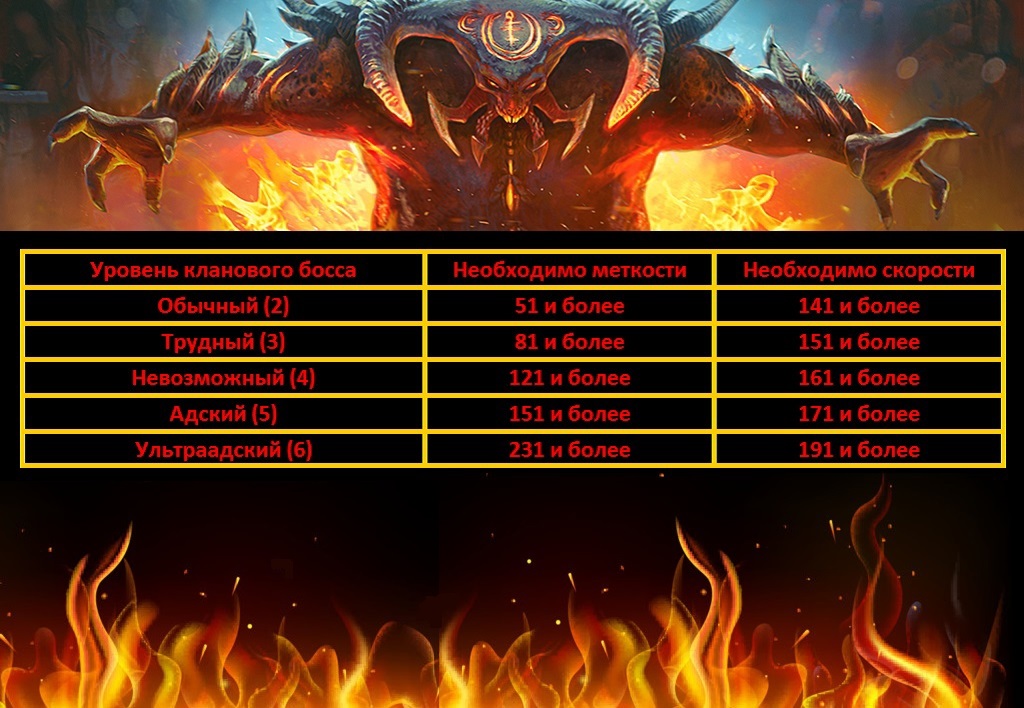 Уровень кланового босса Необходимо меткости Необходимо скорости
Обычный (2) 51 и более 141 и более
Трудный (3) 81 и более 151 и более
Невозможный (4) 121 и более 161 и более
Адский (5) 151 и более 171 и более
Ультраадский (6) 231 и более 191 и более